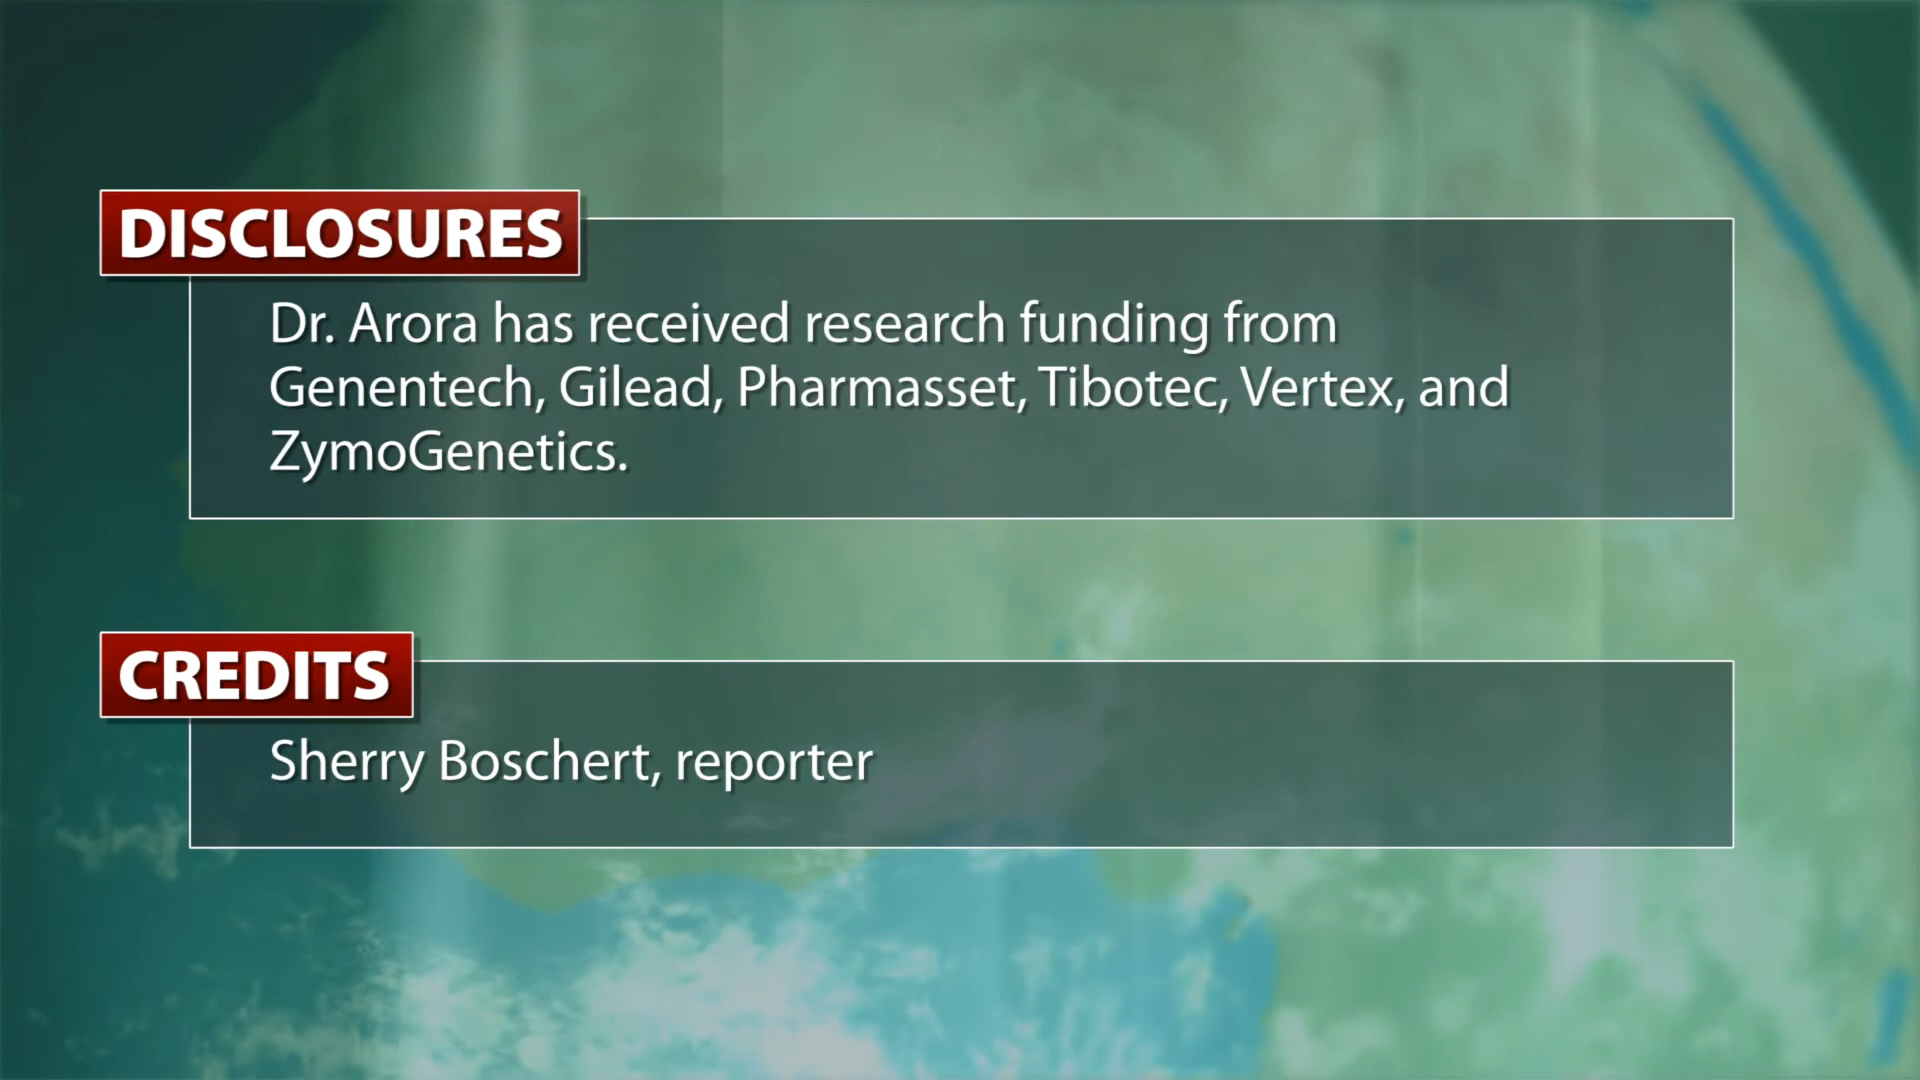 DISCLOSURES
Dr. Arora has received research funding from
Genentech, Gilead, Pharmasset, Tibotec, Vertex, and
ZymoGenetics.
CREDITS
Sherry Boschert, reporter